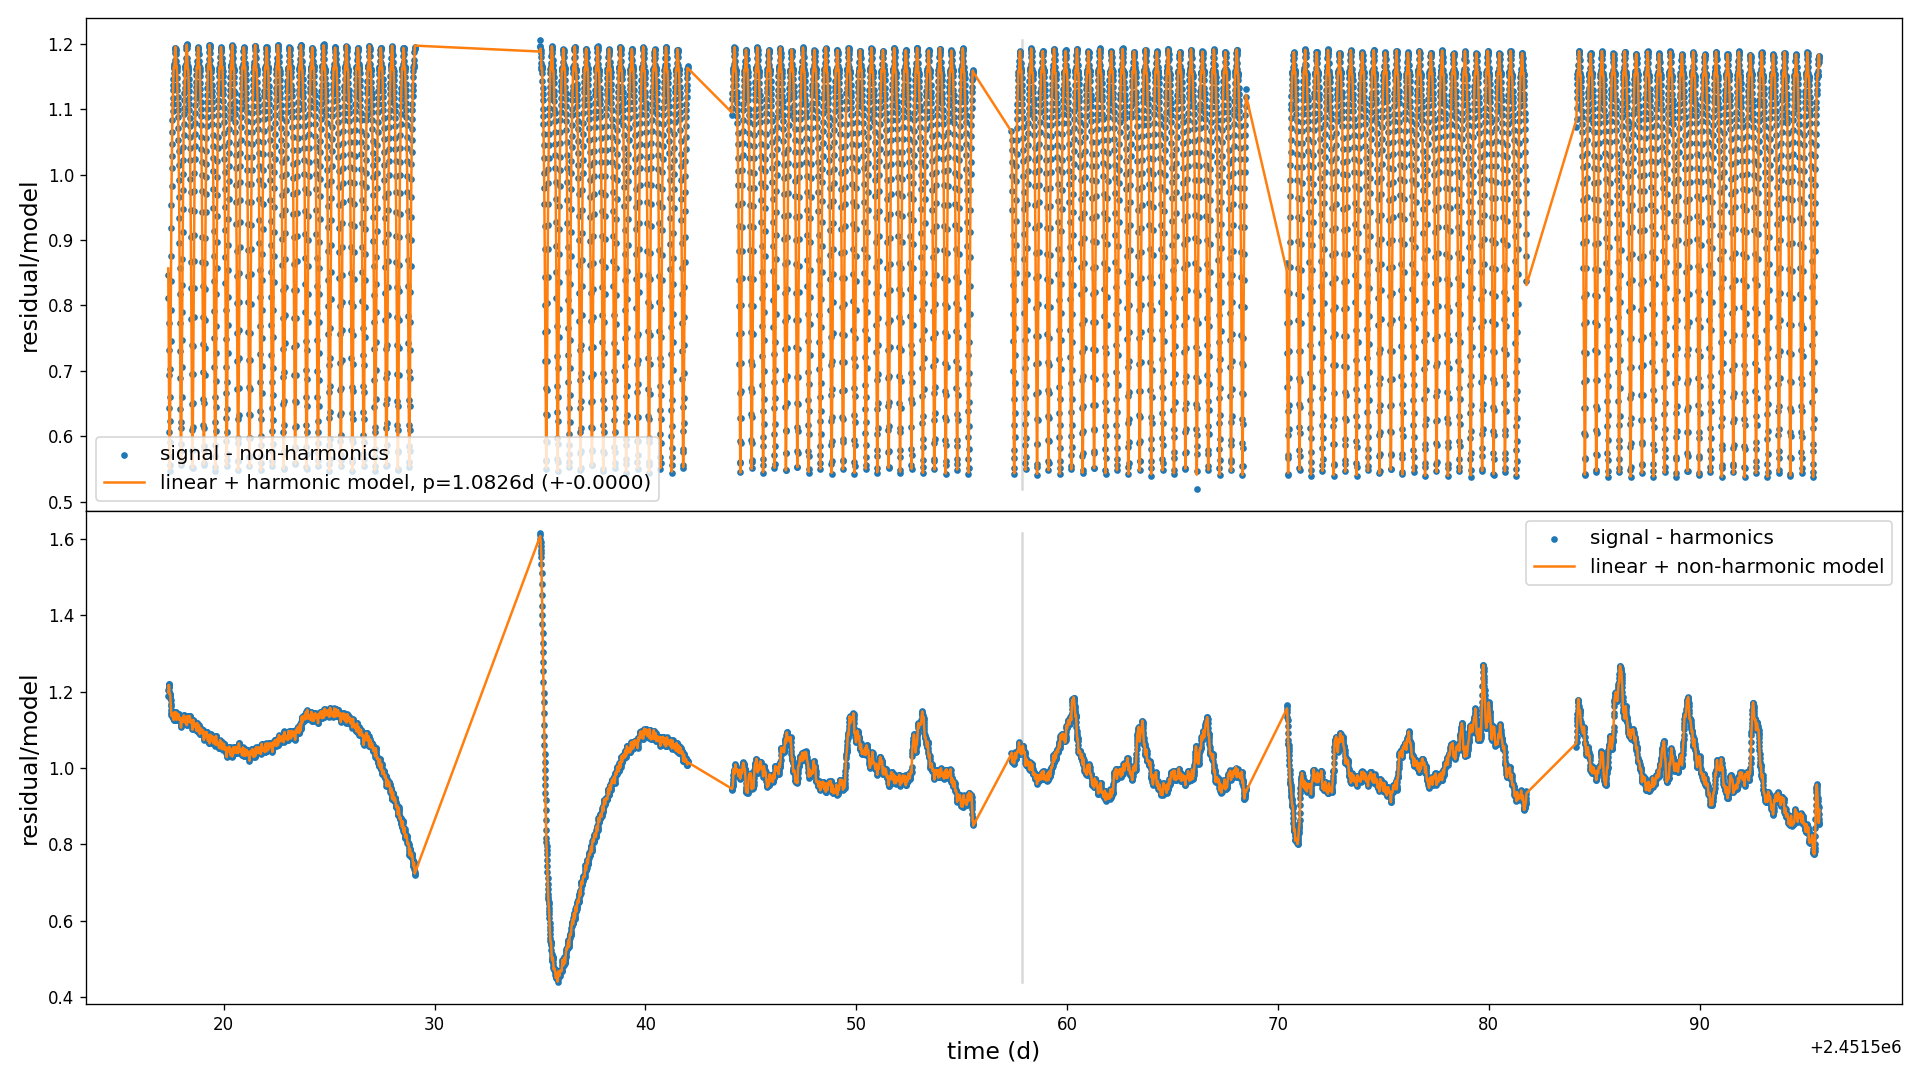 1.2
1.1
1.0
0.9
0.8
0.7
0.6
0.5
residual/model
signal - non-harmonics
linear + harmonic model, p=1.0826d (+-0.0000)
1.6
1.4
1.2
1.0
0.8
0.6
0.4
residual/model
signal - harmonics
linear + non-harmonic model
20 30 40 50 60 70 80 90
time (d)
+2.4515e6